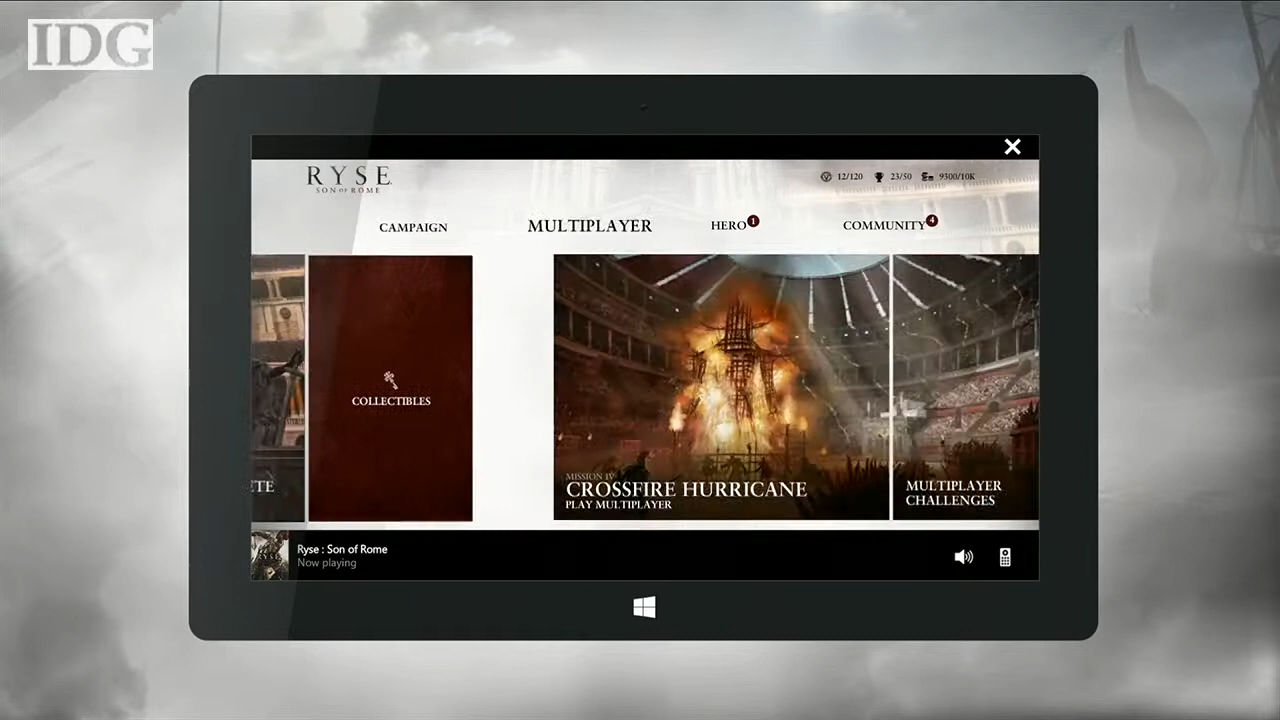 IDG
RYSE
SON OF ROME
12/120 23/50 9300/10K
CAMPAIGN MULTIPLAYER HERO 1 COMMUNITY 4
ETE
COLLECTIBLES
MISSION IV
CROSSFIRE HURRICANE
PLAY MULTIPLAYER
MULTIPLAYER
CHALLENGES
Ryse : Son of Rome
Now playing